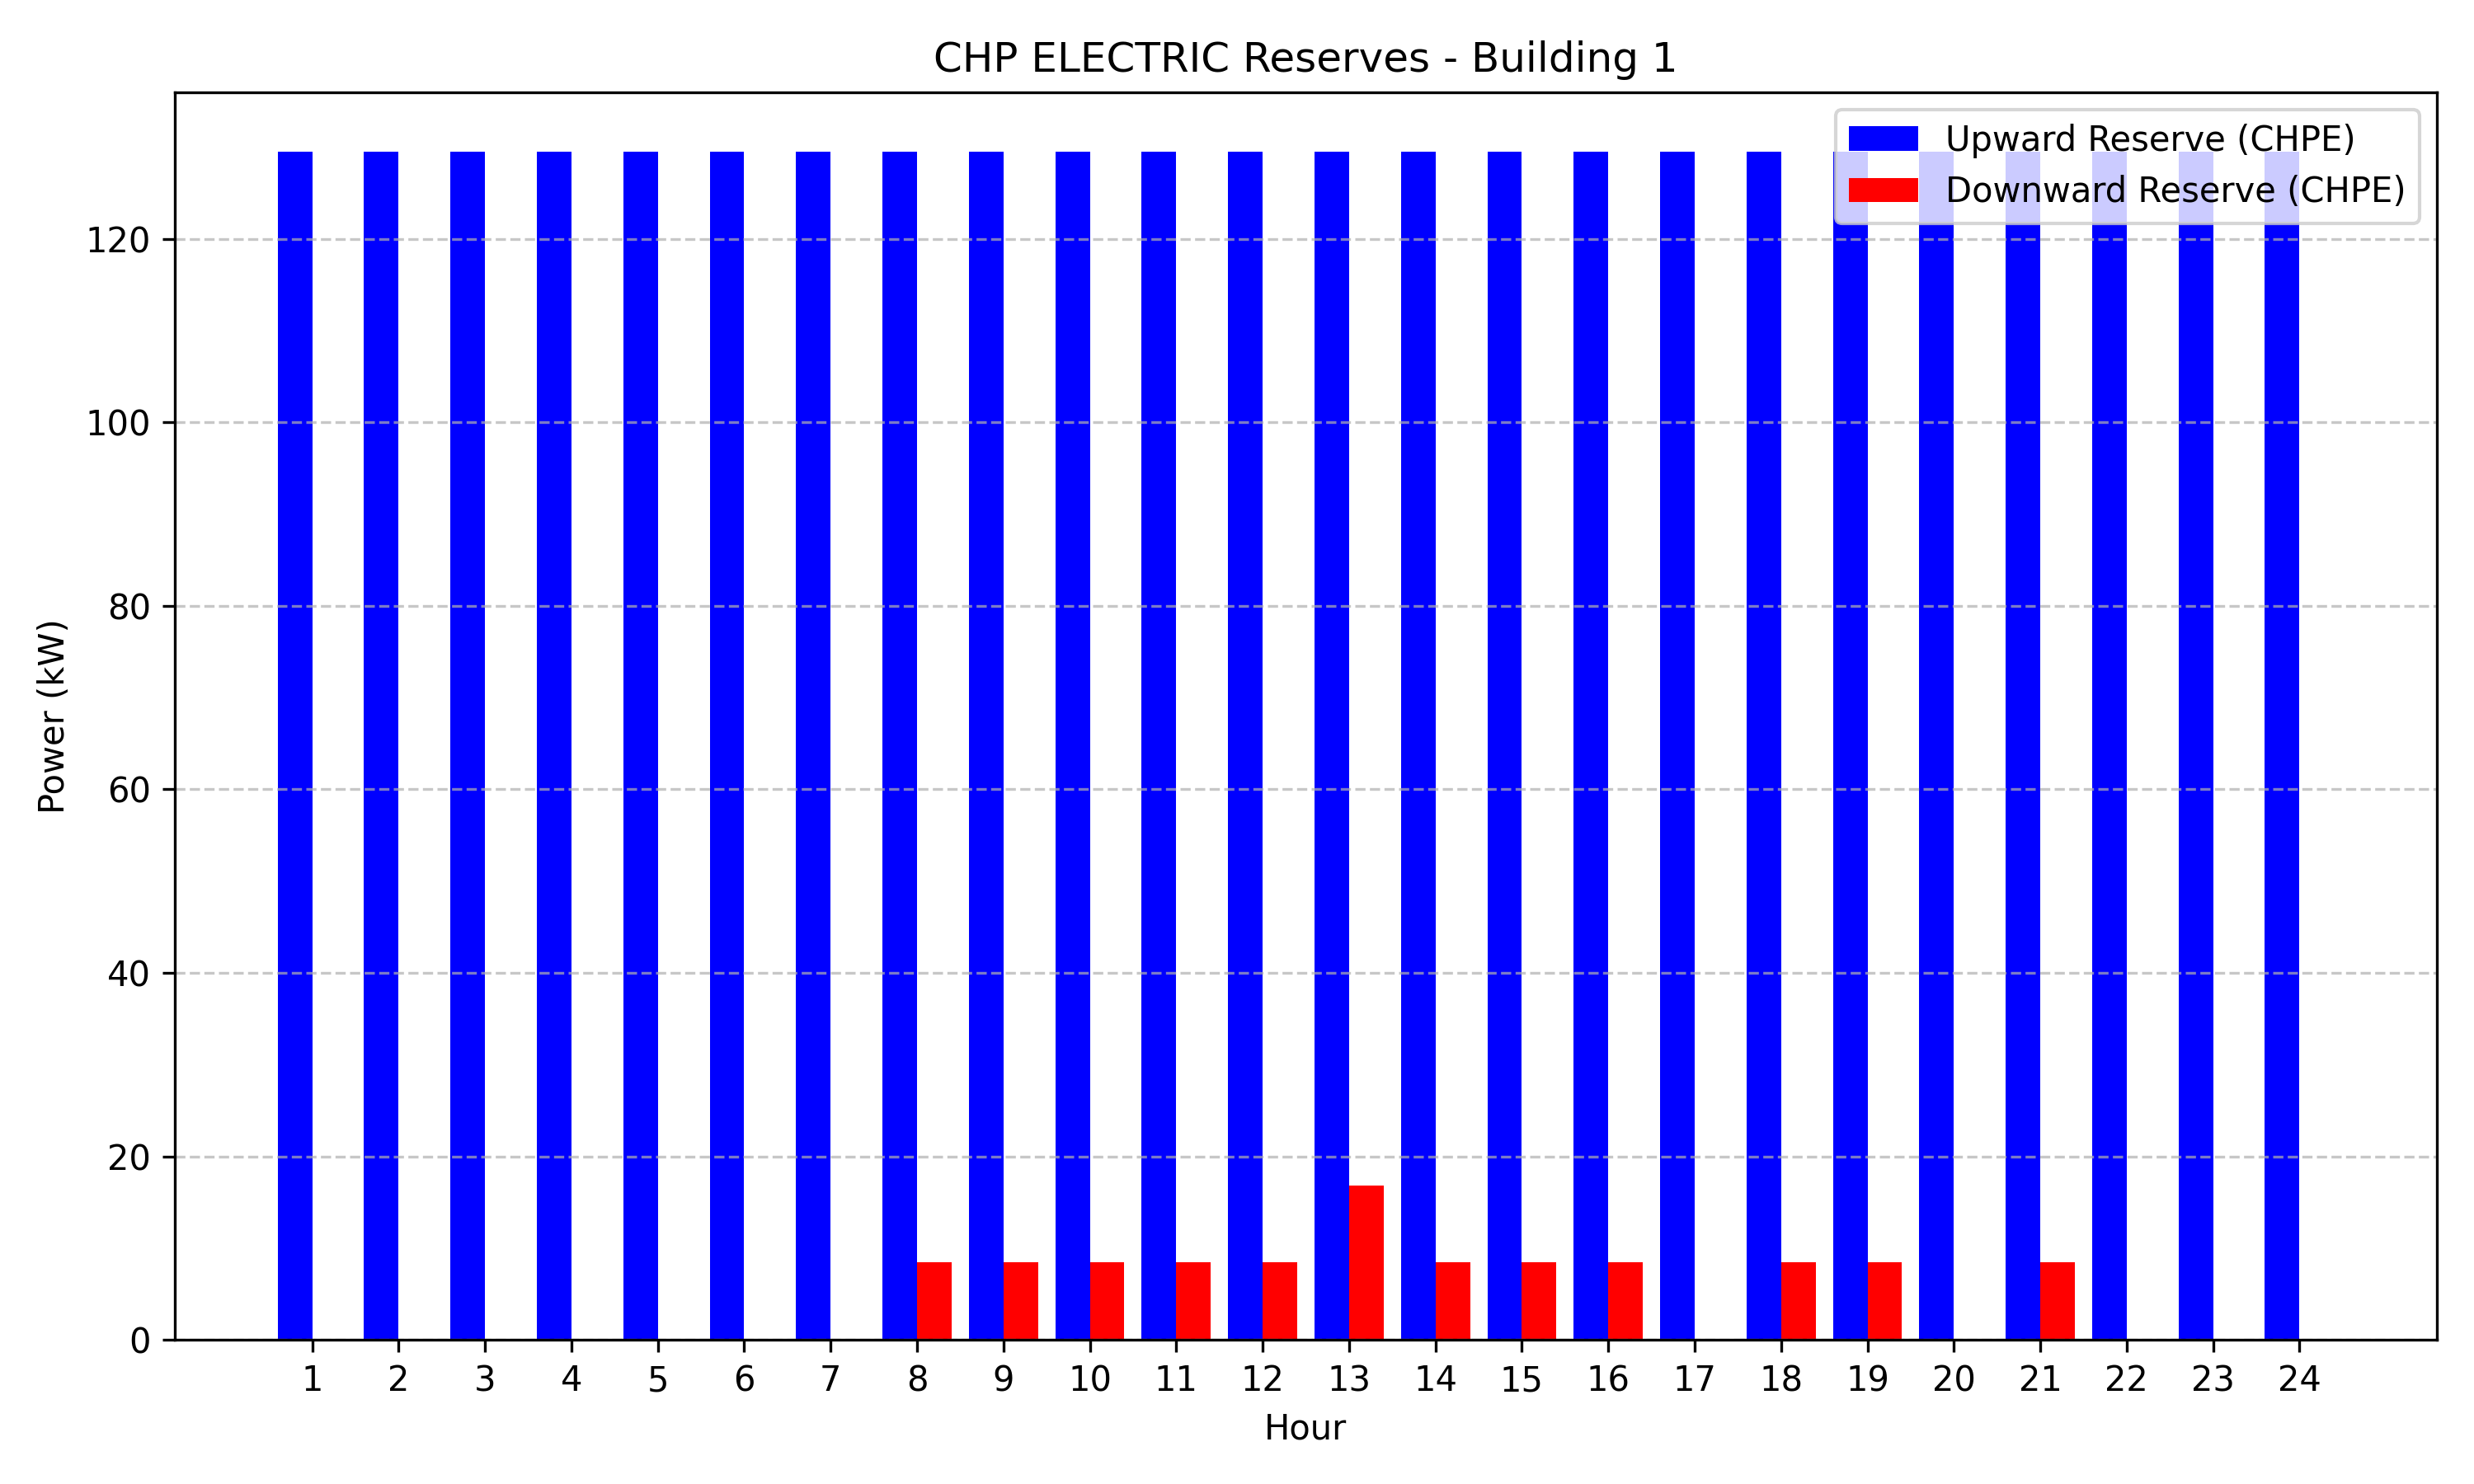 CHP ELECTRIC Reserves - Building 1
Upward Reserve (CHPE)
Downward Reserve (CHPE)
120
100
80
60
40
20
0
Power (kW)
1 2 3 4 5 6 7 8 9 10 11 12 13 14 15 16 17 18 19 20 21 22 23 24
Hour